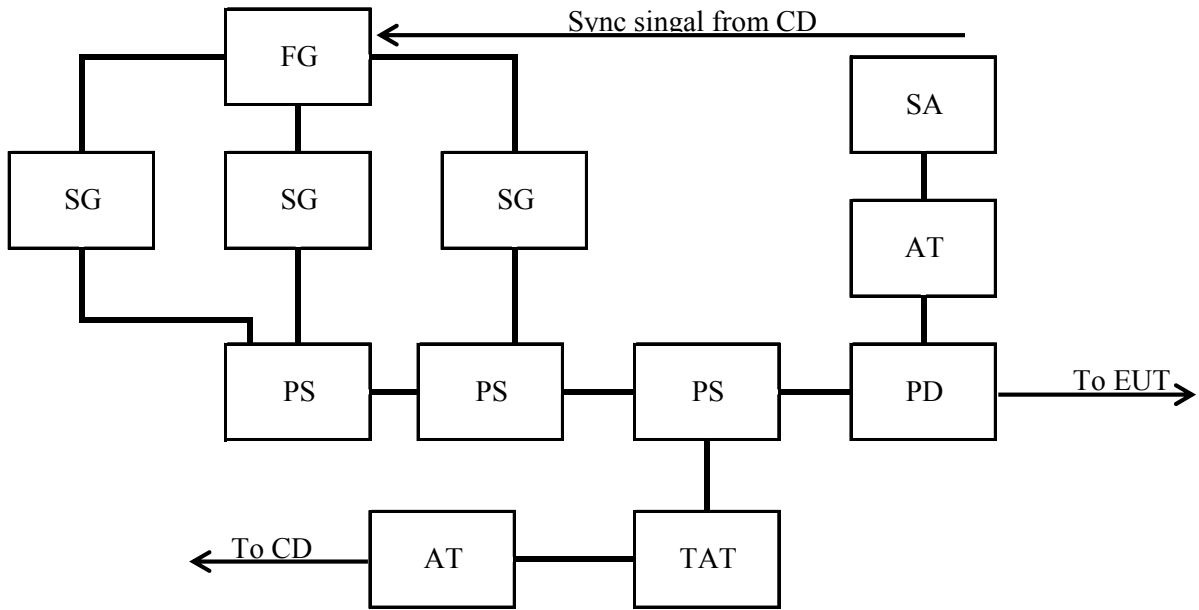 Sync singal from CD
FG
SA
SG
SG
SG
AT
PS
PS
PS
PD
To EUT
To CD
AT
TAT